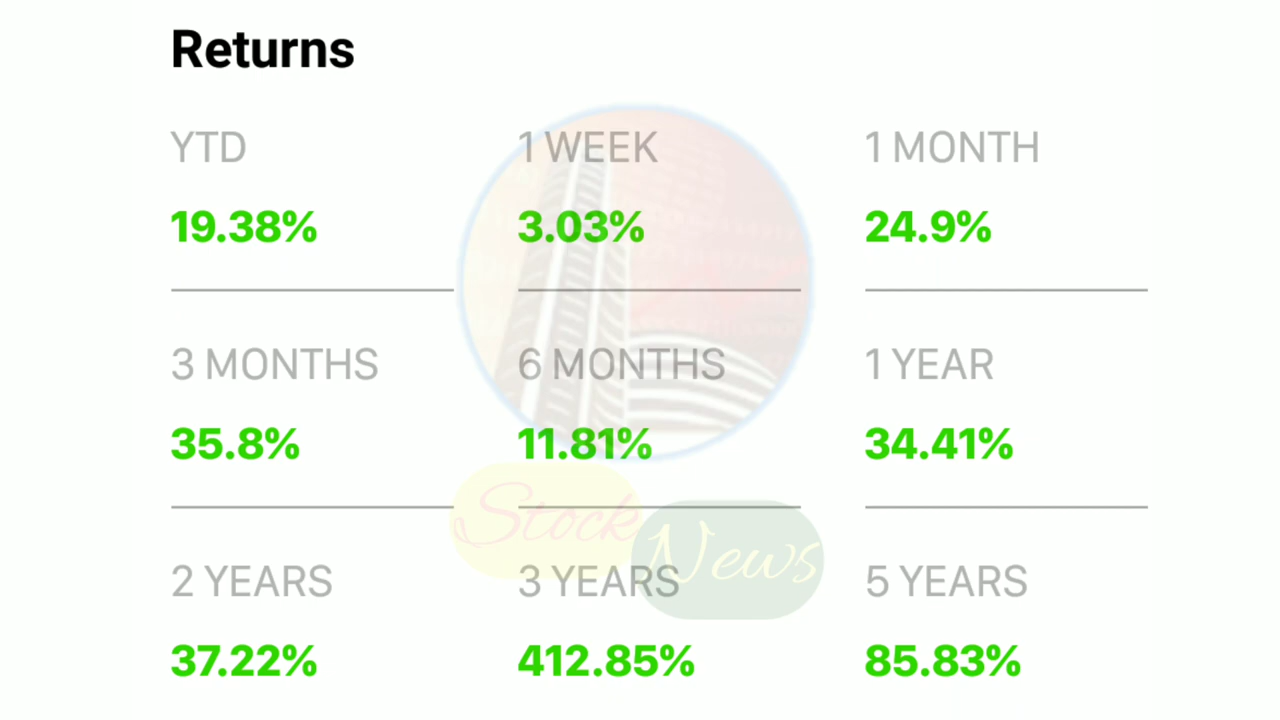 Returns
YTD 1 WEEK 1 MONTH
19.38% 3.03% 24.9%
3 MONTHS 6 MONTHS 1 YEAR
35.8% 11.81% 34.41%
2 YEARS 3 YEARS 5 YEARS
37.22% 412.85% 85.83%
Stock
News